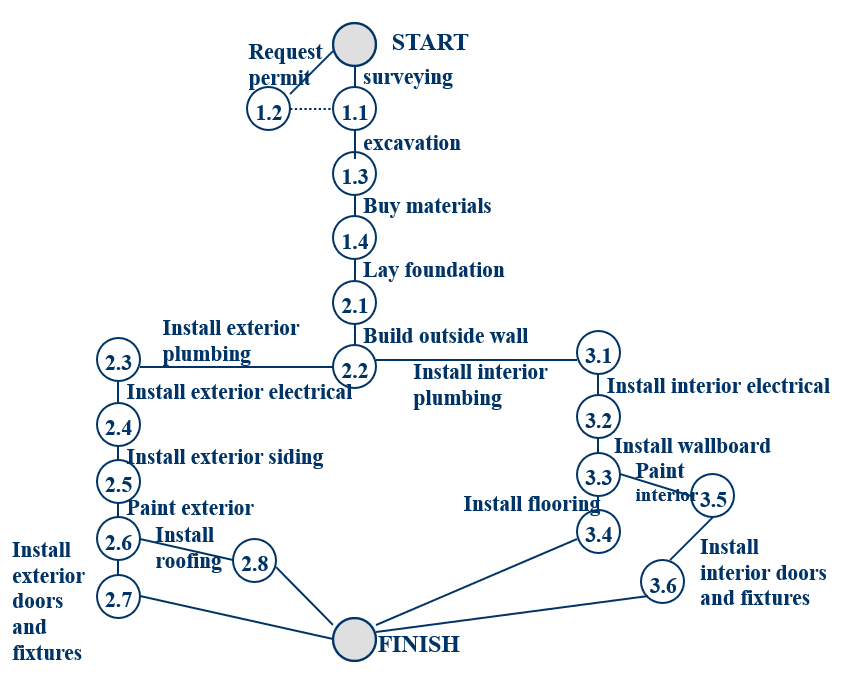 START
Request
permit
surveying
1.2
1.1
excavation
1.3
Buy materials
1.4
Lay foundation
2.1
Build outside wall
Install exterior
plumbing
2.3
2.2
3.1
Install interior
plumbing
Install exterior electrical
Install interior electrical
2.4
3.2
Install wallboard
Install exterior siding
2.5
3.3
Paint
interior
3.5
Paint exterior
Install flooring
2.6
Install
roofing
2.8
3.4
Install
exterior
doors
and
fixtures
2.7
3.6
Install
interior doors
and fixtures
FINISH